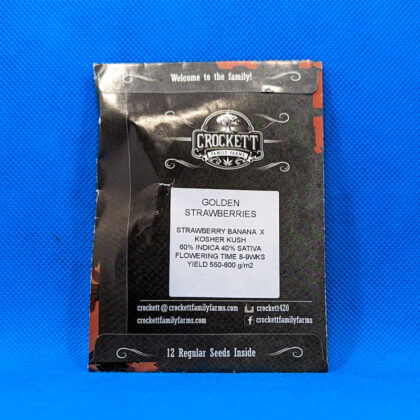 Welcome to the family!
CROCKETT
FAMILY FARMS
GOLDEN
STRAWBERRIES
STRAWBERRY BANANA X
KOSHER KUSH
60% INDICA 40% SATIVA
FLOWERING TIME 8-9WKS
YIELD 550-600 g/m2
crockett @ crockettfamilyfarms.com
crockett420
crockettfamilyfarms.com
crockettfamilyfarms
12 Regular Seeds Inside